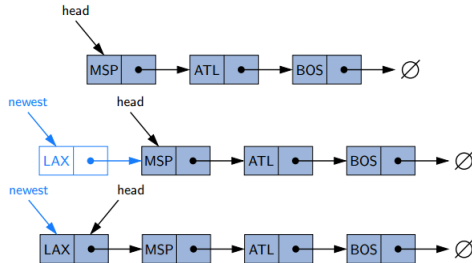 head
MSP ATL BOS ∅
newest head
LAX MSP ATL BOS ∅
newest head
LAX MSP ATL BOS ∅